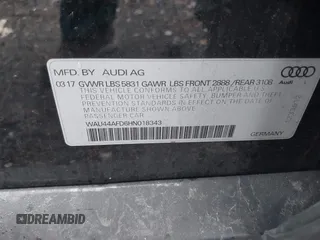 MFD. BY AUDI AG
03.17 GVWR LBS 5831 GAWR LBS FRONT 2888 / REAR 3108
Audi
THIS VEHICLE CONFORMS TO ALL APPLICABLE
FEDERAL MOTOR VEHICLE SAFETY, BUMPER AND THEFT
PREVENTION STANDARDS IN EFFECT ON THE DATE OF
MANUFACTURE SHOWN ABOVE.
PASSENGER CAR
WAU44AFD6HN018343
GERMANY
© DREAMBID